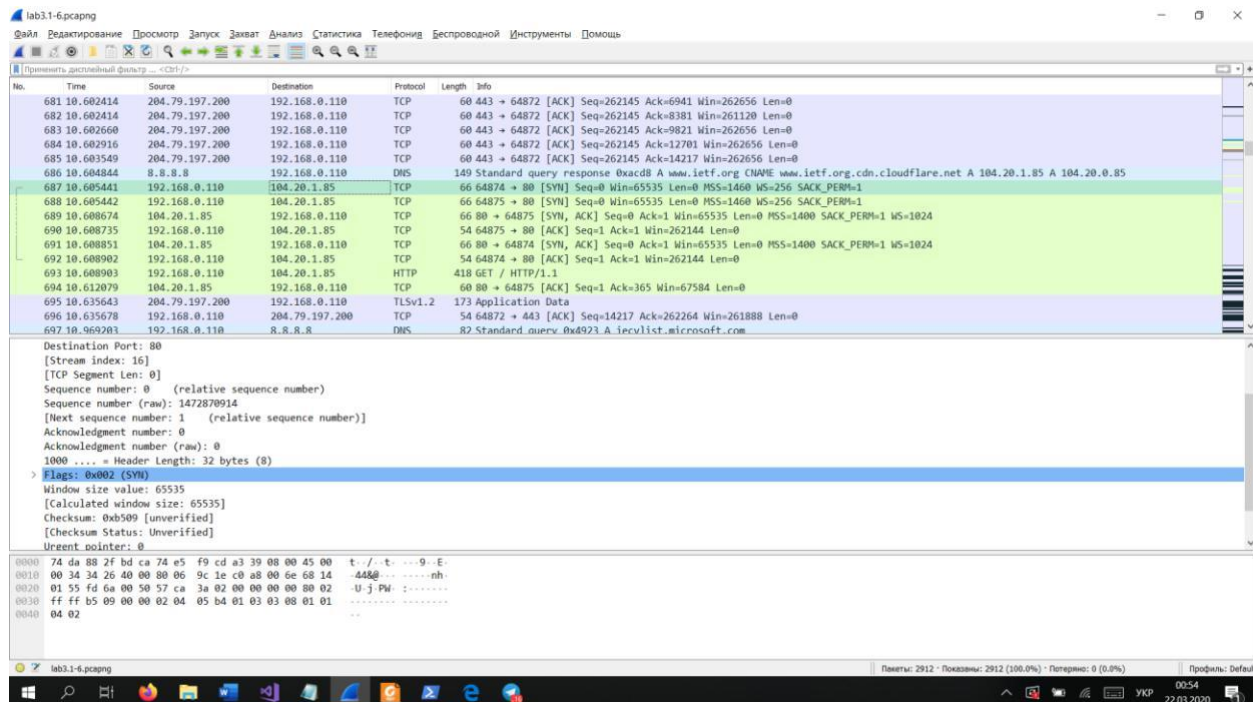 lab3.1-6.pcapng
Файл Редактирование Просмотр Запуск Захват Анализ Статистика Телефония Беспроводной Инструменты Помощь
Применить дисплейный фильтр ... <Ctrl-/>
No. Time Source Destination Protocol Length Info
681 10.602414 204.79.197.200 192.168.0.110 TCP 60 443 → 64872 [ACK] Seq=262145 Ack=6941 Win=262656 Len=0
682 10.602414 204.79.197.200 192.168.0.110 TCP 60 443 → 64872 [ACK] Seq=262145 Ack=8381 Win=261120 Len=0
683 10.602660 204.79.197.200 192.168.0.110 TCP 60 443 → 64872 [ACK] Seq=262145 Ack=9821 Win=262656 Len=0
684 10.602916 204.79.197.200 192.168.0.110 TCP 60 443 → 64872 [ACK] Seq=262145 Ack=12701 Win=262656 Len=0
685 10.603549 204.79.197.200 192.168.0.110 TCP 60 443 → 64872 [ACK] Seq=262145 Ack=14217 Win=262656 Len=0
686 10.604844 8.8.8.8 192.168.0.110 DNS 149 Standard query response 0xacd8 A www.ietf.org CNAME www.ietf.org.cdn.cloudflare.net A 104.20.1.85 A 104.20.0.85
687 10.605441 192.168.0.110 104.20.1.85 TCP 66 64874 → 80 [SYN] Seq=0 Win=65535 Len=0 MSS=1460 WS=256 SACK_PERM=1
688 10.605442 192.168.0.110 104.20.1.85 TCP 66 64875 → 80 [SYN] Seq=0 Win=65535 Len=0 MSS=1460 WS=256 SACK_PERM=1
689 10.608674 104.20.1.85 192.168.0.110 TCP 66 80 → 64875 [SYN, ACK] Seq=0 Ack=1 Win=65535 Len=0 MSS=1400 SACK_PERM=1 WS=1024
690 10.608735 192.168.0.110 104.20.1.85 TCP 54 64875 → 80 [ACK] Seq=1 Ack=1 Win=262144 Len=0
691 10.608851 104.20.1.85 192.168.0.110 TCP 66 80 → 64874 [SYN, ACK] Seq=0 Ack=1 Win=65535 Len=0 MSS=1400 SACK_PERM=1 WS=1024
692 10.608902 192.168.0.110 104.20.1.85 TCP 54 64874 → 80 [ACK] Seq=1 Ack=1 Win=262144 Len=0
693 10.608903 192.168.0.110 104.20.1.85 HTTP 418 GET / HTTP/1.1
694 10.612079 104.20.1.85 192.168.0.110 TCP 60 80 → 64875 [ACK] Seq=1 Ack=365 Win=67584 Len=0
695 10.635643 204.79.197.200 192.168.0.110 TLSv1.2 173 Application Data
696 10.635678 192.168.0.110 204.79.197.200 TCP 54 64872 → 443 [ACK] Seq=14217 Ack=262264 Win=261888 Len=0
697 10.969203 192.168.0.110 8.8.8.8 DNS 82 Standard query 0x4923 A iecvlist.microsoft.com
Destination Port: 80
[Stream index: 16]
[TCP Segment Len: 0]
Sequence number: 0 (relative sequence number)
Sequence number (raw): 1472870914
[Next sequence number: 1 (relative sequence number)]
Acknowledgment number: 0
Acknowledgment number (raw): 0
1000 .... = Header Length: 32 bytes (8)
> Flags: 0x002 (SYN)
Window size value: 65535
[Calculated window size: 65535]
Checksum: 0xb509 [unverified]
[Checksum Status: Unverified]
Urgent pointer: 0
0000 74 da 88 2f bd ca 74 e5 f9 cd a3 39 08 00 45 00 t··/··t· ···9··E·
0010 00 34 34 26 40 00 80 06 9c 1e c0 a8 00 6e 68 14 ·44&@··· ·····nh·
0020 01 55 fd 6a 00 50 57 ca 3a 02 00 00 00 00 80 02 ·U·j·PW· :·······
0030 ff ff b5 09 00 00 02 04 05 b4 01 03 03 08 01 01 ········ ········
0040 04 02 ··
lab3.1-6.pcapng Пакеты: 2912 · Показаны: 2912 (100.0%) · Потеряно: 0 (0.0%) Профиль: Defaul
УКР 00:54
22.03.2020